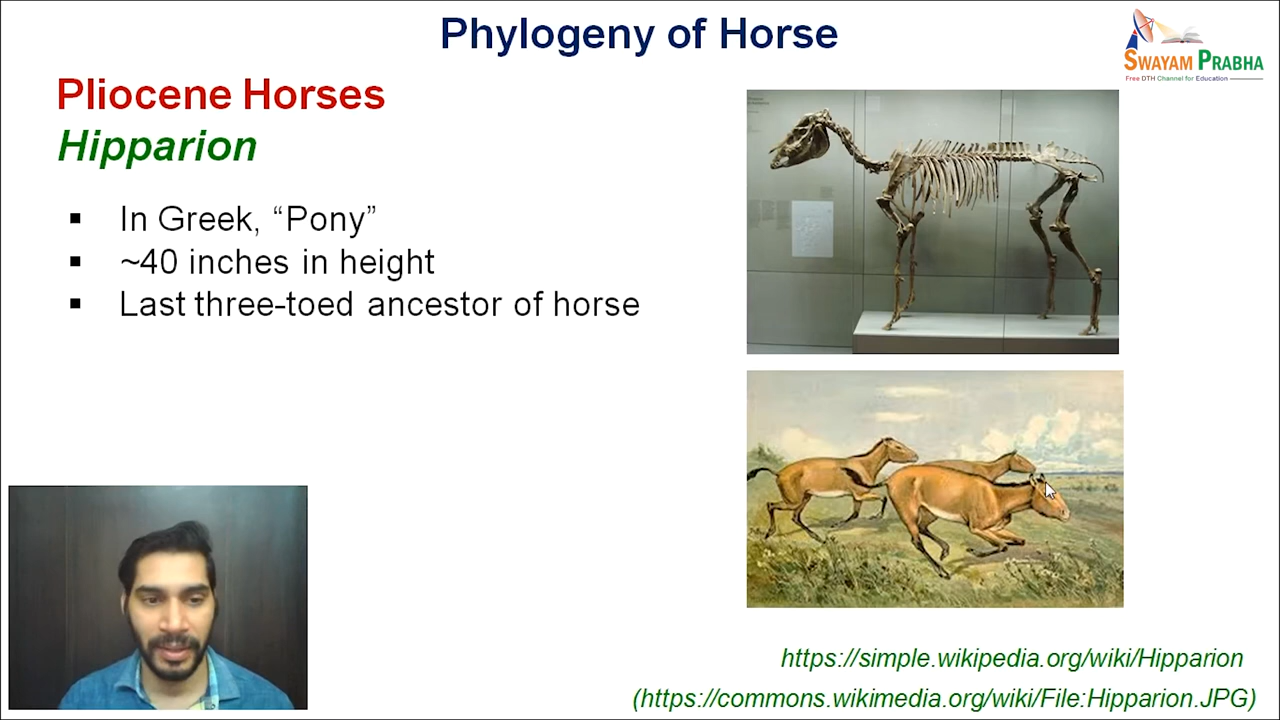 Phylogeny of Horse
SWAYAM PRABHA
Free DTH Channel for Education
Pliocene Horses
Hipparion
▪ In Greek, “Pony”
▪ ~40 inches in height
▪ Last three-toed ancestor of horse
https://simple.wikipedia.org/wiki/Hipparion
(https://commons.wikimedia.org/wiki/File:Hipparion.JPG)